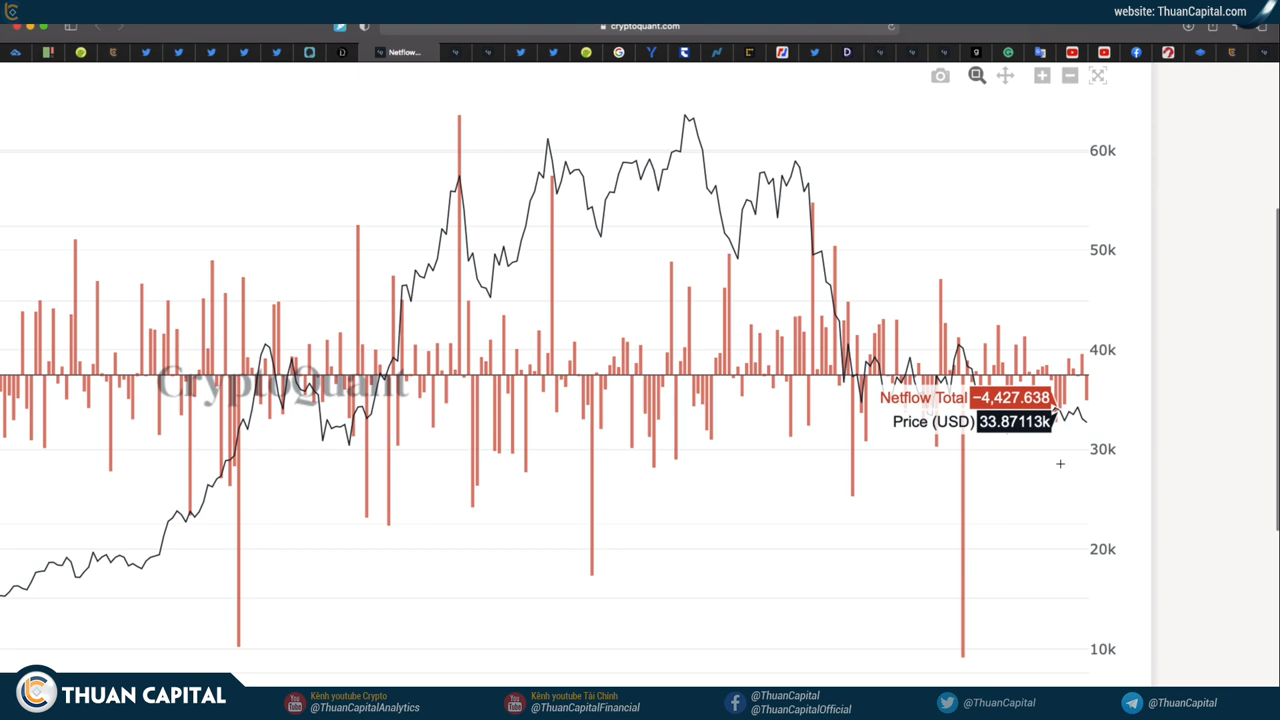 website: ThuanCapital.com
cryptoquant.com
Netflow...
60k
50k
40k
30k
20k
10k
CryptoQuant
Netflow Total −4,427.638
Price (USD) 33.87113k
THUAN CAPITAL
Kênh youtube Crypto
@ThuanCapitalAnalytics
Kênh youtube Tài Chính
@ThuanCapitalFinancial
@ThuanCapital
@ThuanCapitalOfficial
@ThuanCapital
@ThuanCapital